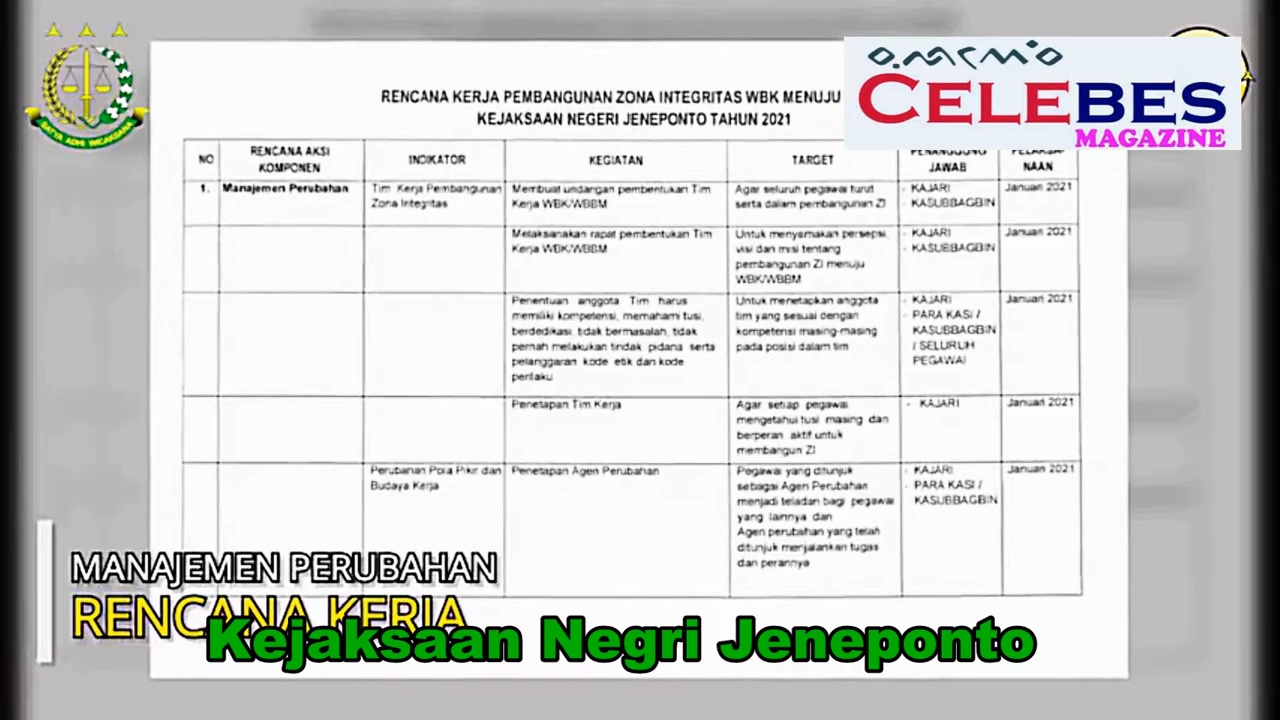 SATYA ADHI WICAKSANA
CELEBES
MAGAZINE
RENCANA KERJA PEMBANGUNAN ZONA INTEGRITAS WBK MENUJU
KEJAKSAAN NEGERI JENEPONTO TAHUN 2021
NO
RENCANA AKSI
KOMPONEN
INDIKATOR
KEGIATAN
TARGET
PENANGGUNG
JAWAB
PELAKSA-
NAAN
1.
Manajemen Perubahan
Tim Kerja Pembangunan
Zona Integritas
Membuat undangan pembentukan Tim
Kerja WBK/WBBM
Agar seluruh pegawai turut
serta dalam pembangunan ZI
- KAJARI
- KASUBBAGBIN
Januari 2021
Melaksanakan rapat pembentukan Tim
Kerja WBK/WBBM
Untuk menyamakan persepsi,
visi dan misi tentang
pembangunan ZI menuju
WBK/WBBM
- KAJARI
- KASUBBAGBIN
Januari 2021
Penentuan anggota Tim harus
memiliki kompetensi, memahami tusi,
berdedikasi, tidak bermasalah, tidak
pernah melakukan tindak pidana serta
pelanggaran kode etik dan kode
perilaku
Untuk menetapkan anggota
tim yang sesuai dengan
kompetensi masing-masing
pada posisi dalam tim
- KAJARI
- PARA KASI /
KASUBBAGBIN
/ SELURUH
PEGAWAI
Januari 2021
Penetapan Tim Kerja
Agar setiap pegawai
mengetahui tusi masing dan
berperan aktif untuk
membangun ZI
- KAJARI
Januari 2021
Perubahan Pola Pikir dan
Budaya Kerja
Penetapan Agen Perubahan
Pegawai yang ditunjuk
sebagai Agen Perubahan
menjadi teladan bagi pegawai
yang lainnya dan
Agen perubahan yang telah
ditunjuk menjalankan tugas
dan perannya
- KAJARI
- PARA KASI /
KASUBBAGBIN
Januari 2021
MANAJEMEN PERUBAHAN
RENCANA KERJA
Kejaksaan Negri Jeneponto